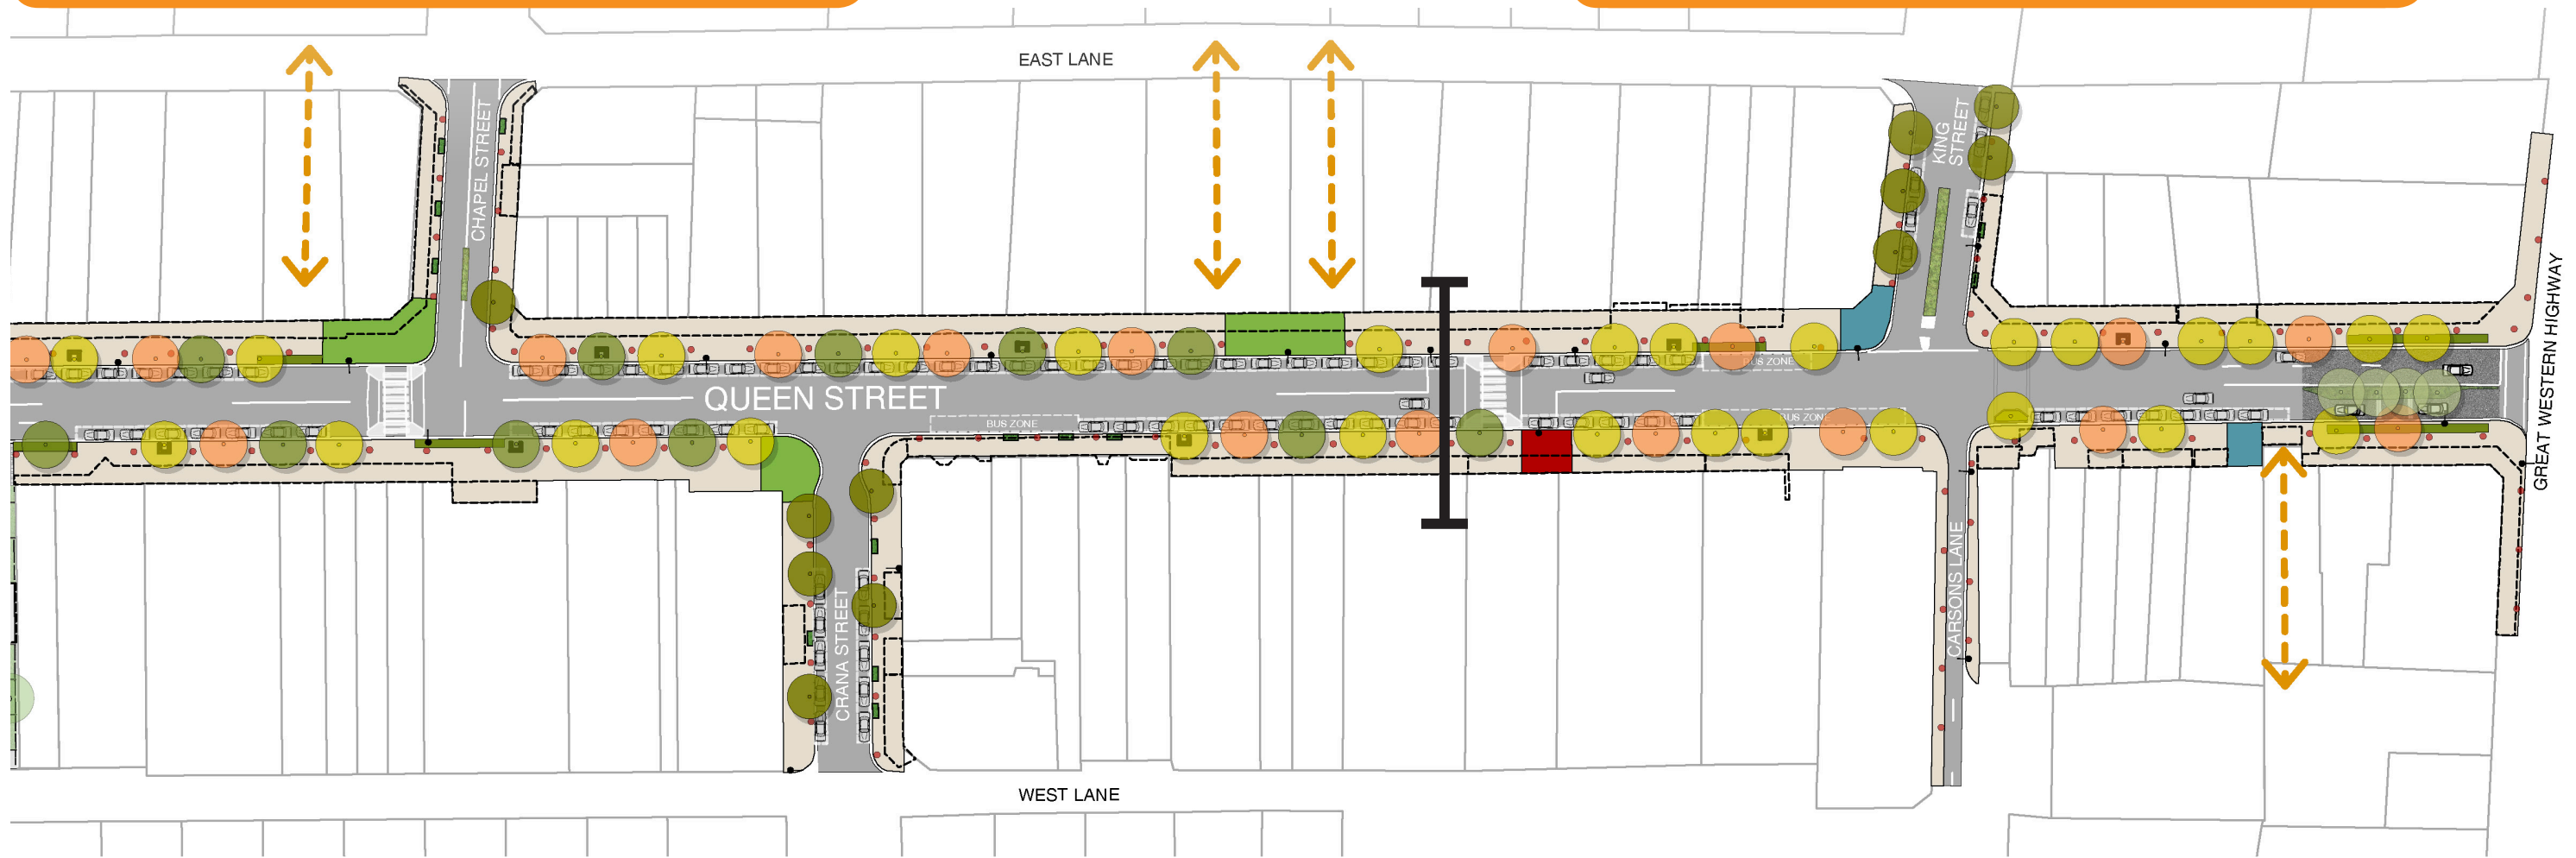 EAST LANE
CHAPEL STREET
KING
STREET
QUEEN STREET
BUS ZONE
BUS ZONE
BUS ZONE
GREAT WESTERN HIGHWAY
CRANA STREET
CARSONS LANE
WEST LANE